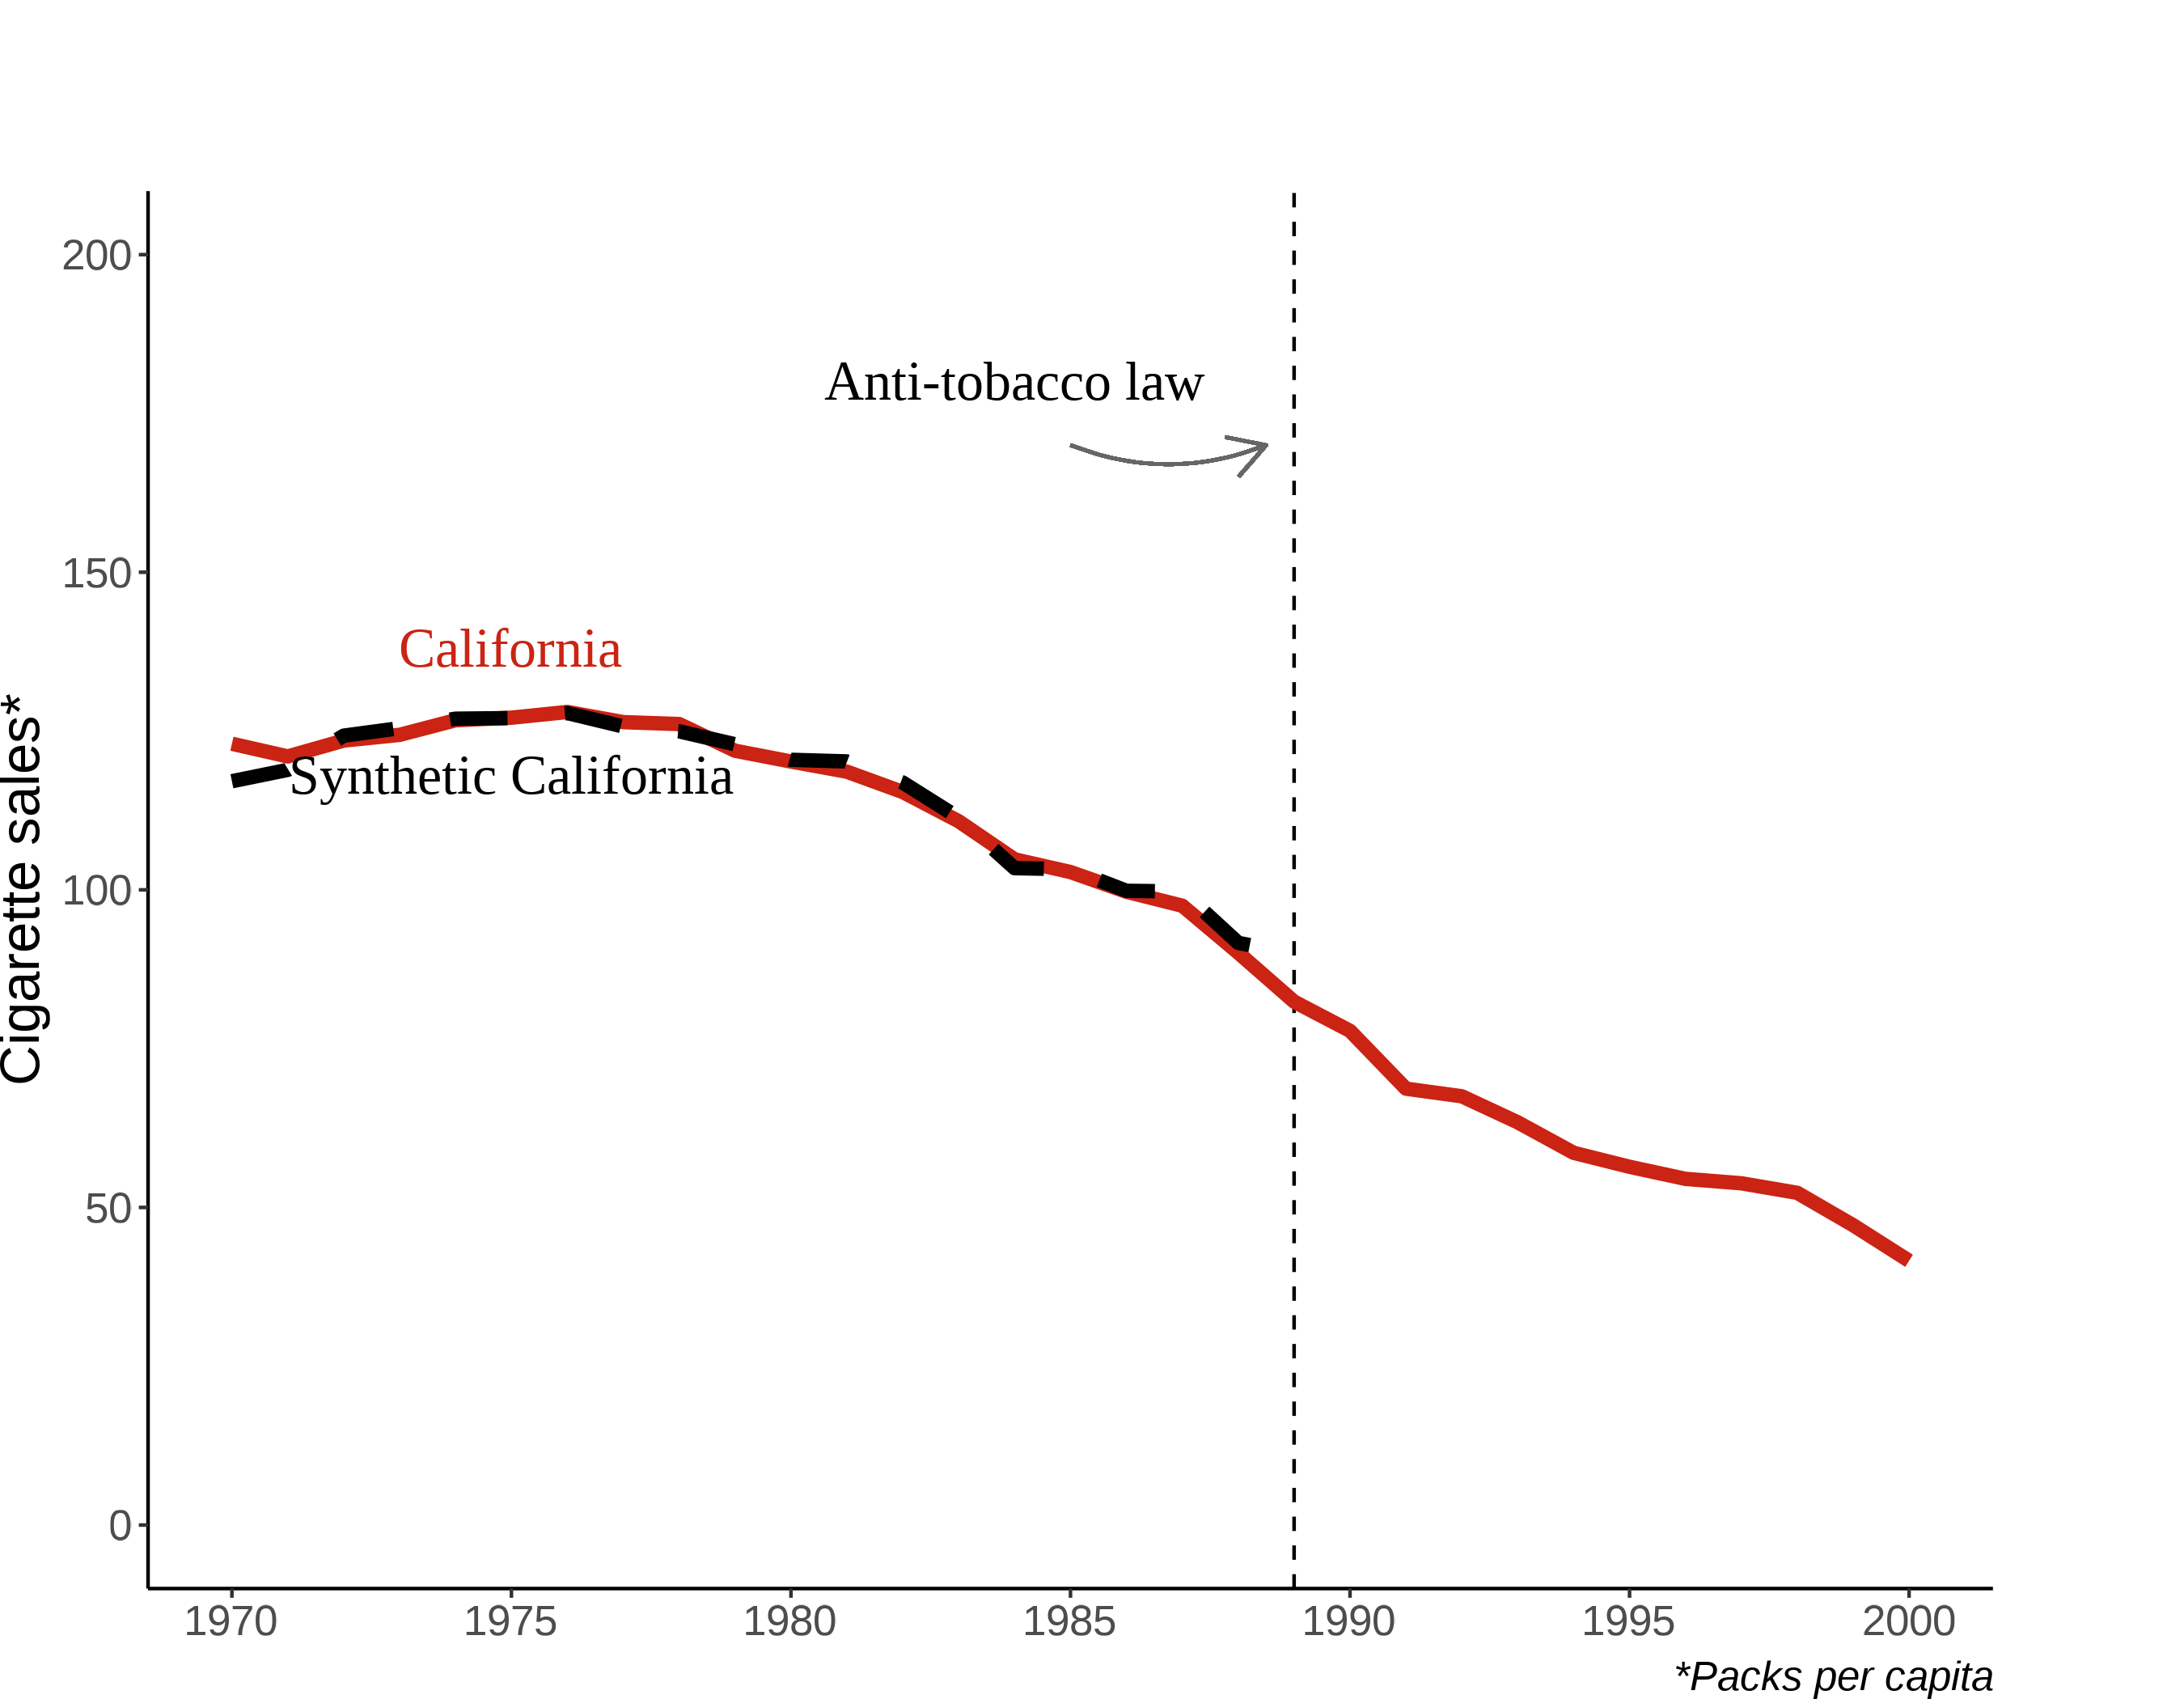 200
Anti-tobacco law
150
California
Synthetic California
Cigarette sales*
100
50
0
1970 1975 1980 1985 1990 1995 2000
*Packs per capita